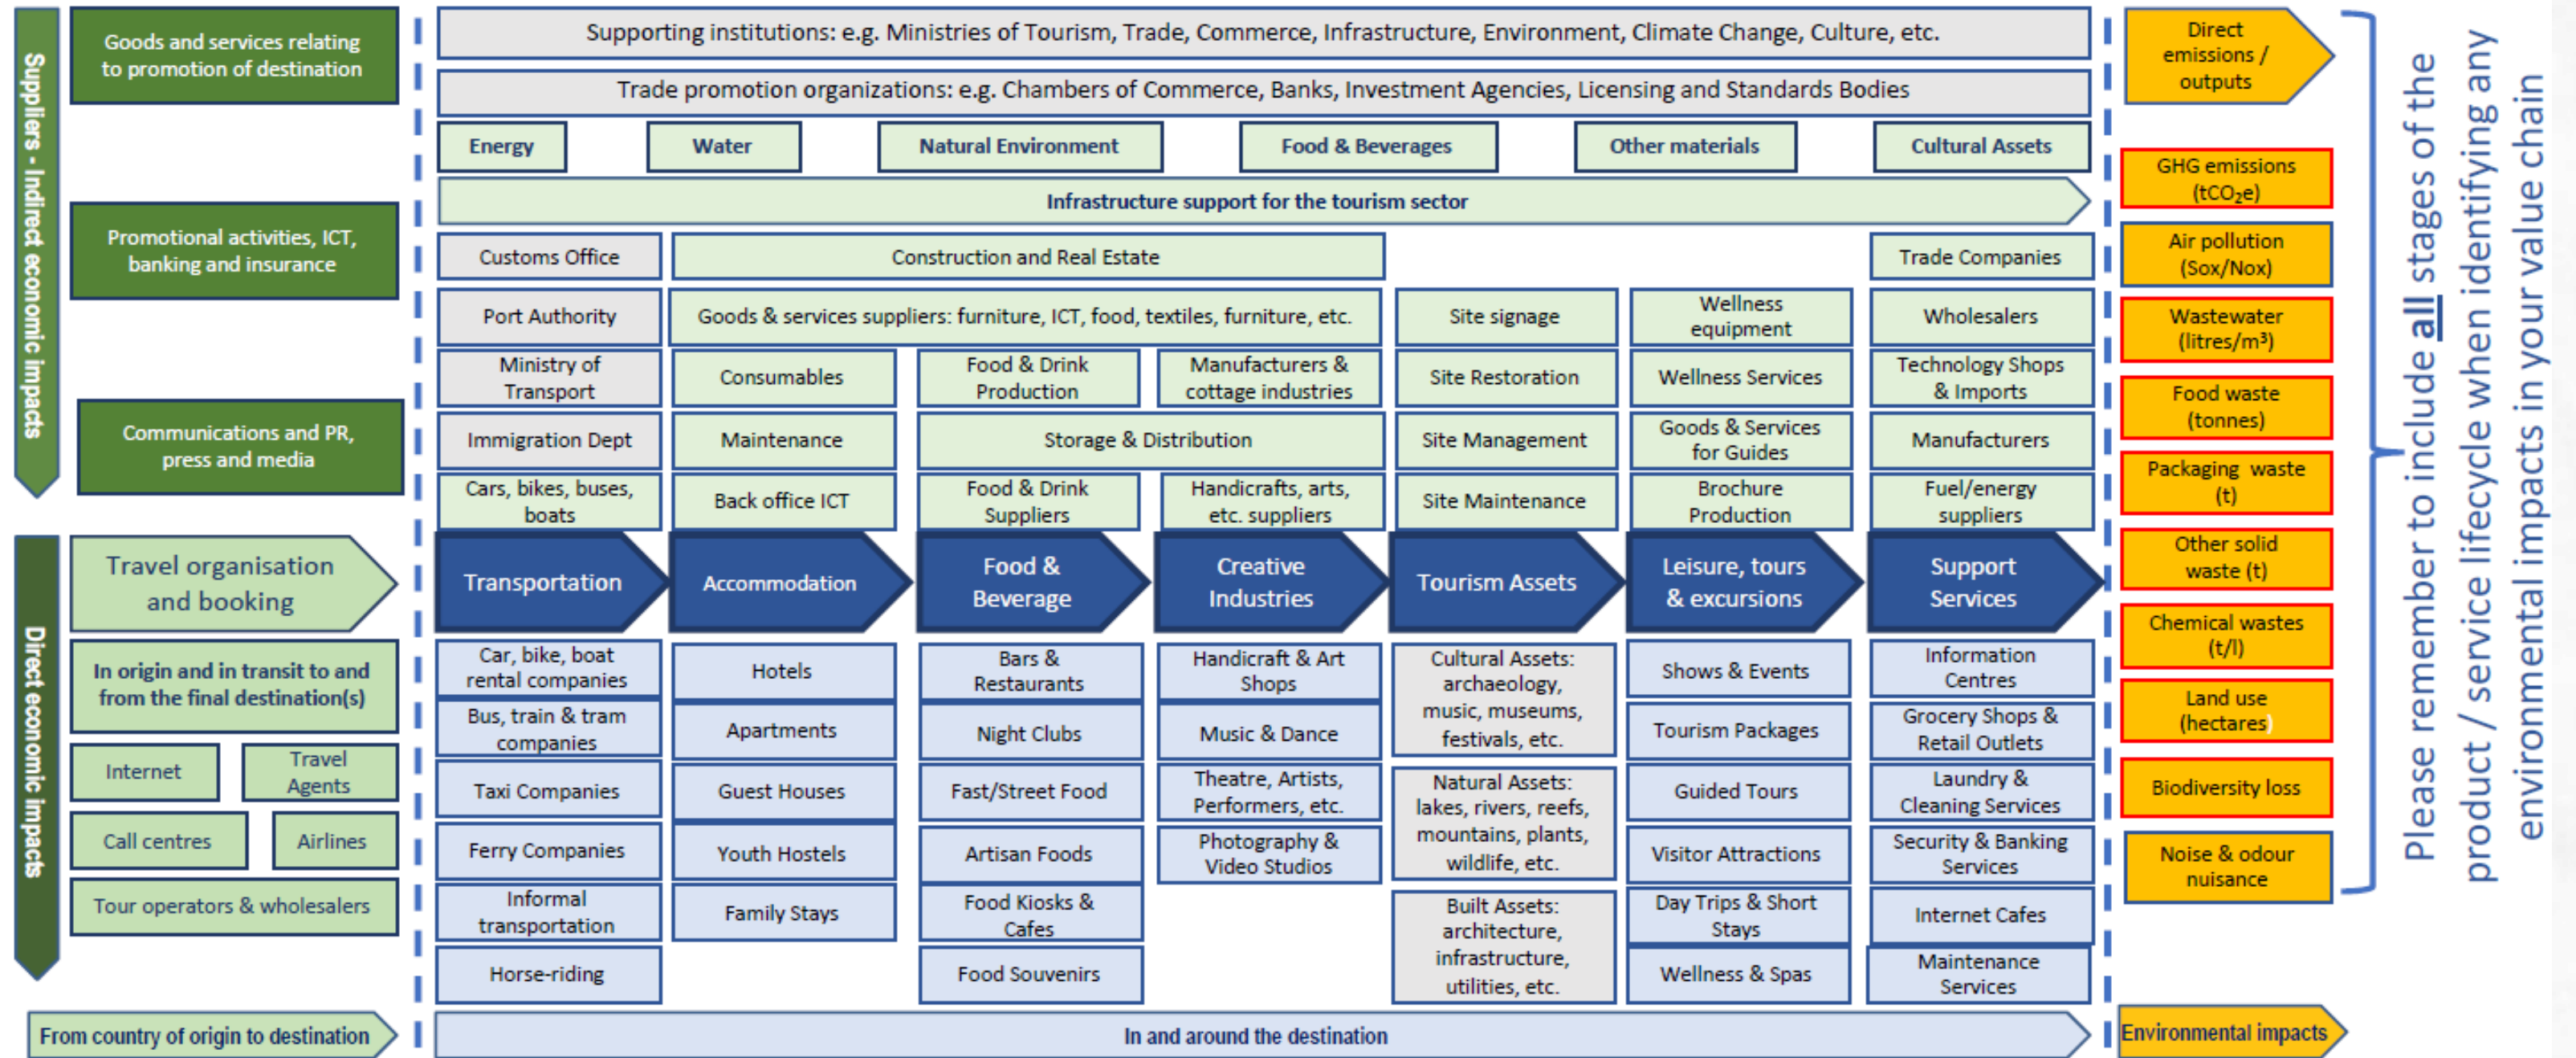 Suppliers - Indirect economic impacts
Goods and services relating
to promotion of destination
Promotional activities, ICT,
banking and insurance
Communications and PR,
press and media
Direct economic impacts
Travel organisation
and booking
In origin and in transit to and
from the final destination(s)
Internet
Travel
Agents
Call centres
Airlines
Tour operators & wholesalers
From country of origin to destination
Supporting institutions: e.g. Ministries of Tourism, Trade, Commerce, Infrastructure, Environment, Climate Change, Culture, etc.
Trade promotion organizations: e.g. Chambers of Commerce, Banks, Investment Agencies, Licensing and Standards Bodies
Energy
Water
Natural Environment
Food & Beverages
Other materials
Cultural Assets
Infrastructure support for the tourism sector
Customs Office
Construction and Real Estate
Trade Companies
Port Authority
Goods & services suppliers: furniture, ICT, food, textiles, furniture, etc.
Site signage
Wellness
equipment
Wholesalers
Ministry of
Transport
Consumables
Food & Drink
Production
Manufacturers &
cottage industries
Site Restoration
Wellness Services
Technology Shops
& Imports
Immigration Dept
Maintenance
Storage & Distribution
Site Management
Goods & Services
for Guides
Manufacturers
Cars, bikes, buses,
boats
Back office ICT
Food & Drink
Suppliers
Handicrafts, arts,
etc. suppliers
Site Maintenance
Brochure
Production
Fuel/energy
suppliers
Transportation
Accommodation
Food &
Beverage
Creative
Industries
Tourism Assets
Leisure, tours
& excursions
Support
Services
Car, bike, boat
rental companies
Bus, train & tram
companies
Taxi Companies
Ferry Companies
Informal
transportation
Horse-riding
Hotels
Apartments
Guest Houses
Youth Hostels
Family Stays
Bars &
Restaurants
Night Clubs
Fast/Street Food
Artisan Foods
Food Kiosks &
Cafes
Food Souvenirs
Handicraft & Art
Shops
Music & Dance
Theatre, Artists,
Performers, etc.
Photography &
Video Studios
Cultural Assets:
archaeology,
music, museums,
festivals, etc.
Natural Assets:
lakes, rivers, reefs,
mountains, plants,
wildlife, etc.
Built Assets:
architecture,
infrastructure,
utilities, etc.
Shows & Events
Tourism Packages
Guided Tours
Visitor Attractions
Day Trips & Short
Stays
Wellness & Spas
Information
Centres
Grocery Shops &
Retail Outlets
Laundry &
Cleaning Services
Security & Banking
Services
Internet Cafes
Maintenance
Services
In and around the destination
Direct
emissions /
outputs
GHG emissions
(tCO₂e)
Air pollution
(Sox/Nox)
Wastewater
(litres/m³)
Food waste
(tonnes)
Packaging waste
(t)
Other solid
waste (t)
Chemical wastes
(t/l)
Land use
(hectares)
Biodiversity loss
Noise & odour
nuisance
Environmental impacts
Please remember to include all stages of the
product / service lifecycle when identifying any
environmental impacts in your value chain